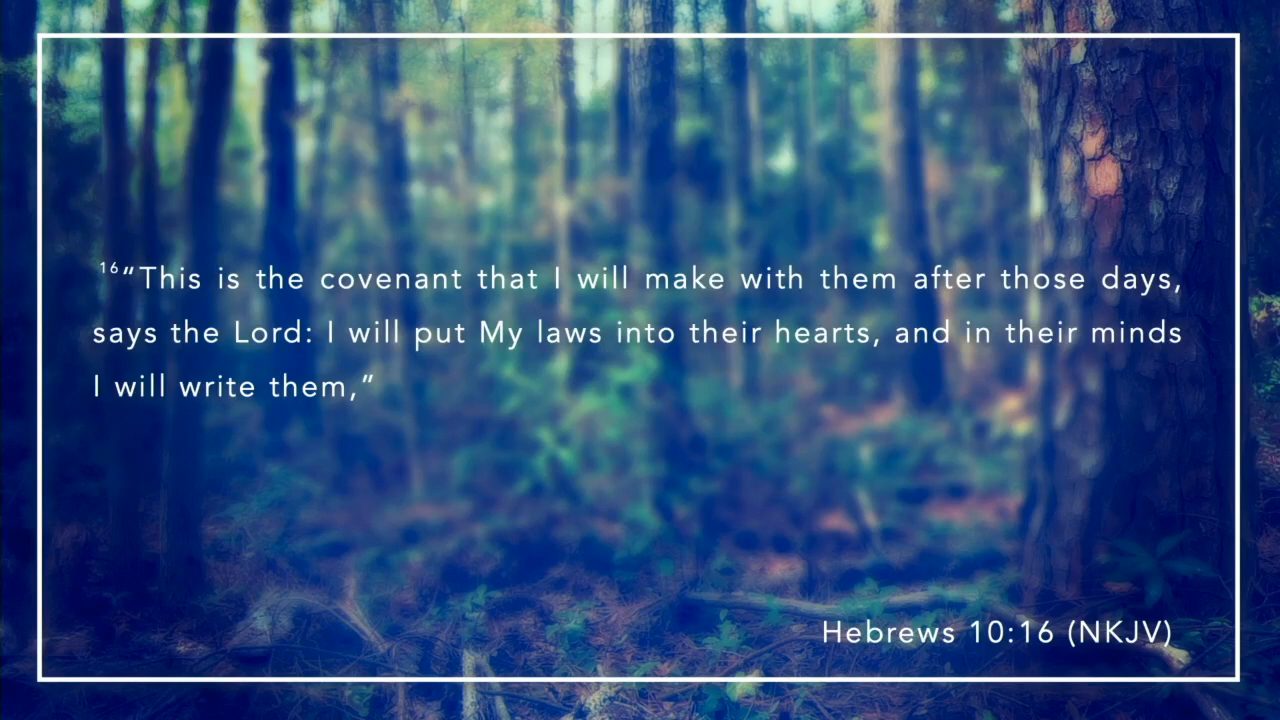 16“This is the covenant that I will make with them after those days,
says the Lord: I will put My laws into their hearts, and in their minds
I will write them,”
Hebrews 10:16 (NKJV)